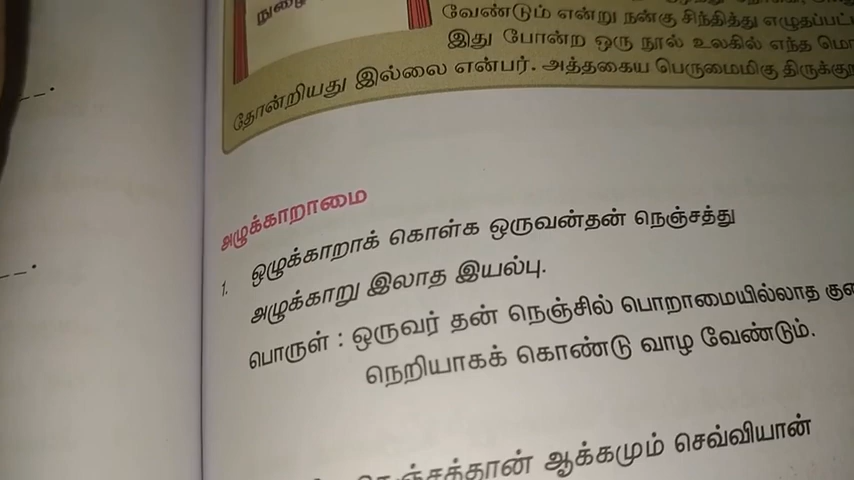 வேண்டும் என்று நன்கு சிந்தித்து எழுதப்பட்
இது போன்ற ஒரு நூல் உலகில் எந்த மொ
தோன்றியது இல்லை என்பர். அத்தகைய பெருமைமிகு திருக்குற
அழுக்காறாமை
1. ஒழுக்காறாக் கொள்க ஒருவன்தன் நெஞ்சத்து
அழுக்காறு இலாத இயல்பு.
பொருள் : ஒருவர் தன் நெஞ்சில் பொறாமையில்லாத
நெறியாகக் கொண்டு வாழ வேண்டும்.
ஆக்கமும் செவ்வியான்